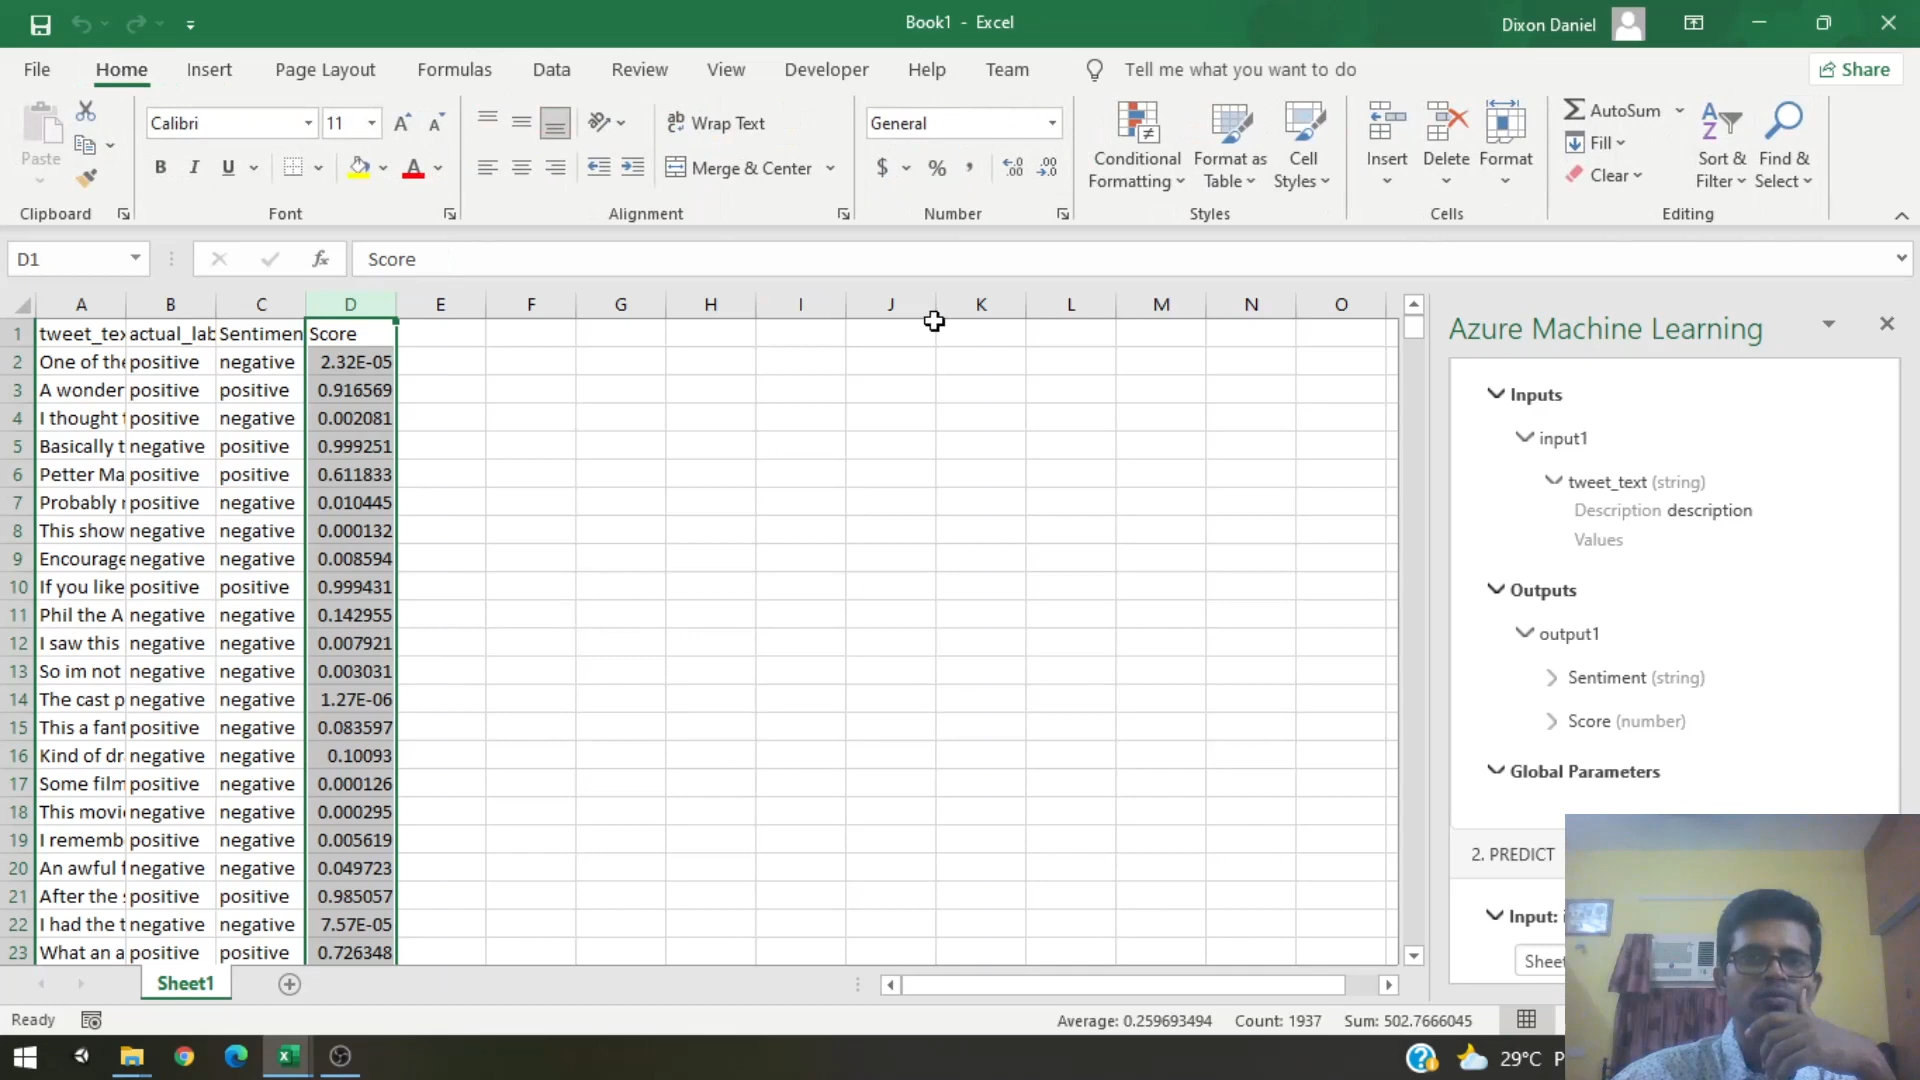 Book1 - Excel
Dixon Daniel
File Home Insert Page Layout Formulas Data Review View Developer Help Team Tell me what you want to do Share
Paste
Calibri 11
B I U
Wrap Text
Merge & Center
General
$ % ,
Conditional Formatting
Format as Table
Cell Styles
Insert Delete Format
AutoSum
Fill
Clear
Sort & Filter
Find & Select
Clipboard Font Alignment Number Styles Cells Editing
D1 fx Score
A B C D E F G H I J K L M N O
1 tweet_tex actual_lab Sentimen Score
2 One of the positive negative 2.32E-05
3 A wonder positive positive 0.916569
4 I thought t positive negative 0.002081
5 Basically t negative positive 0.999251
6 Petter Ma positive positive 0.611833
7 Probably r positive negative 0.010445
8 This show negative negative 0.000132
9 Encourage negative negative 0.008594
10 If you like positive positive 0.999431
11 Phil the A negative negative 0.142955
12 I saw this negative negative 0.007921
13 So im not negative negative 0.003031
14 The cast p negative negative 1.27E-06
15 This a fant positive negative 0.083597
16 Kind of dr negative negative 0.10093
17 Some film positive negative 0.000126
18 This movi negative negative 0.000295
19 I rememb positive negative 0.005619
20 An awful f negative negative 0.049723
21 After the s positive positive 0.985057
22 I had the t negative negative 7.57E-05
23 What an a positive positive 0.726348
Azure Machine Learning
Inputs
input1
tweet_text (string)
Description description
Values
Outputs
output1
Sentiment (string)
Score (number)
Global Parameters
2. PREDICT
Input: i
Sheet
Sheet1
Ready
Average: 0.259693494 Count: 1937 Sum: 502.7666045
29°C P